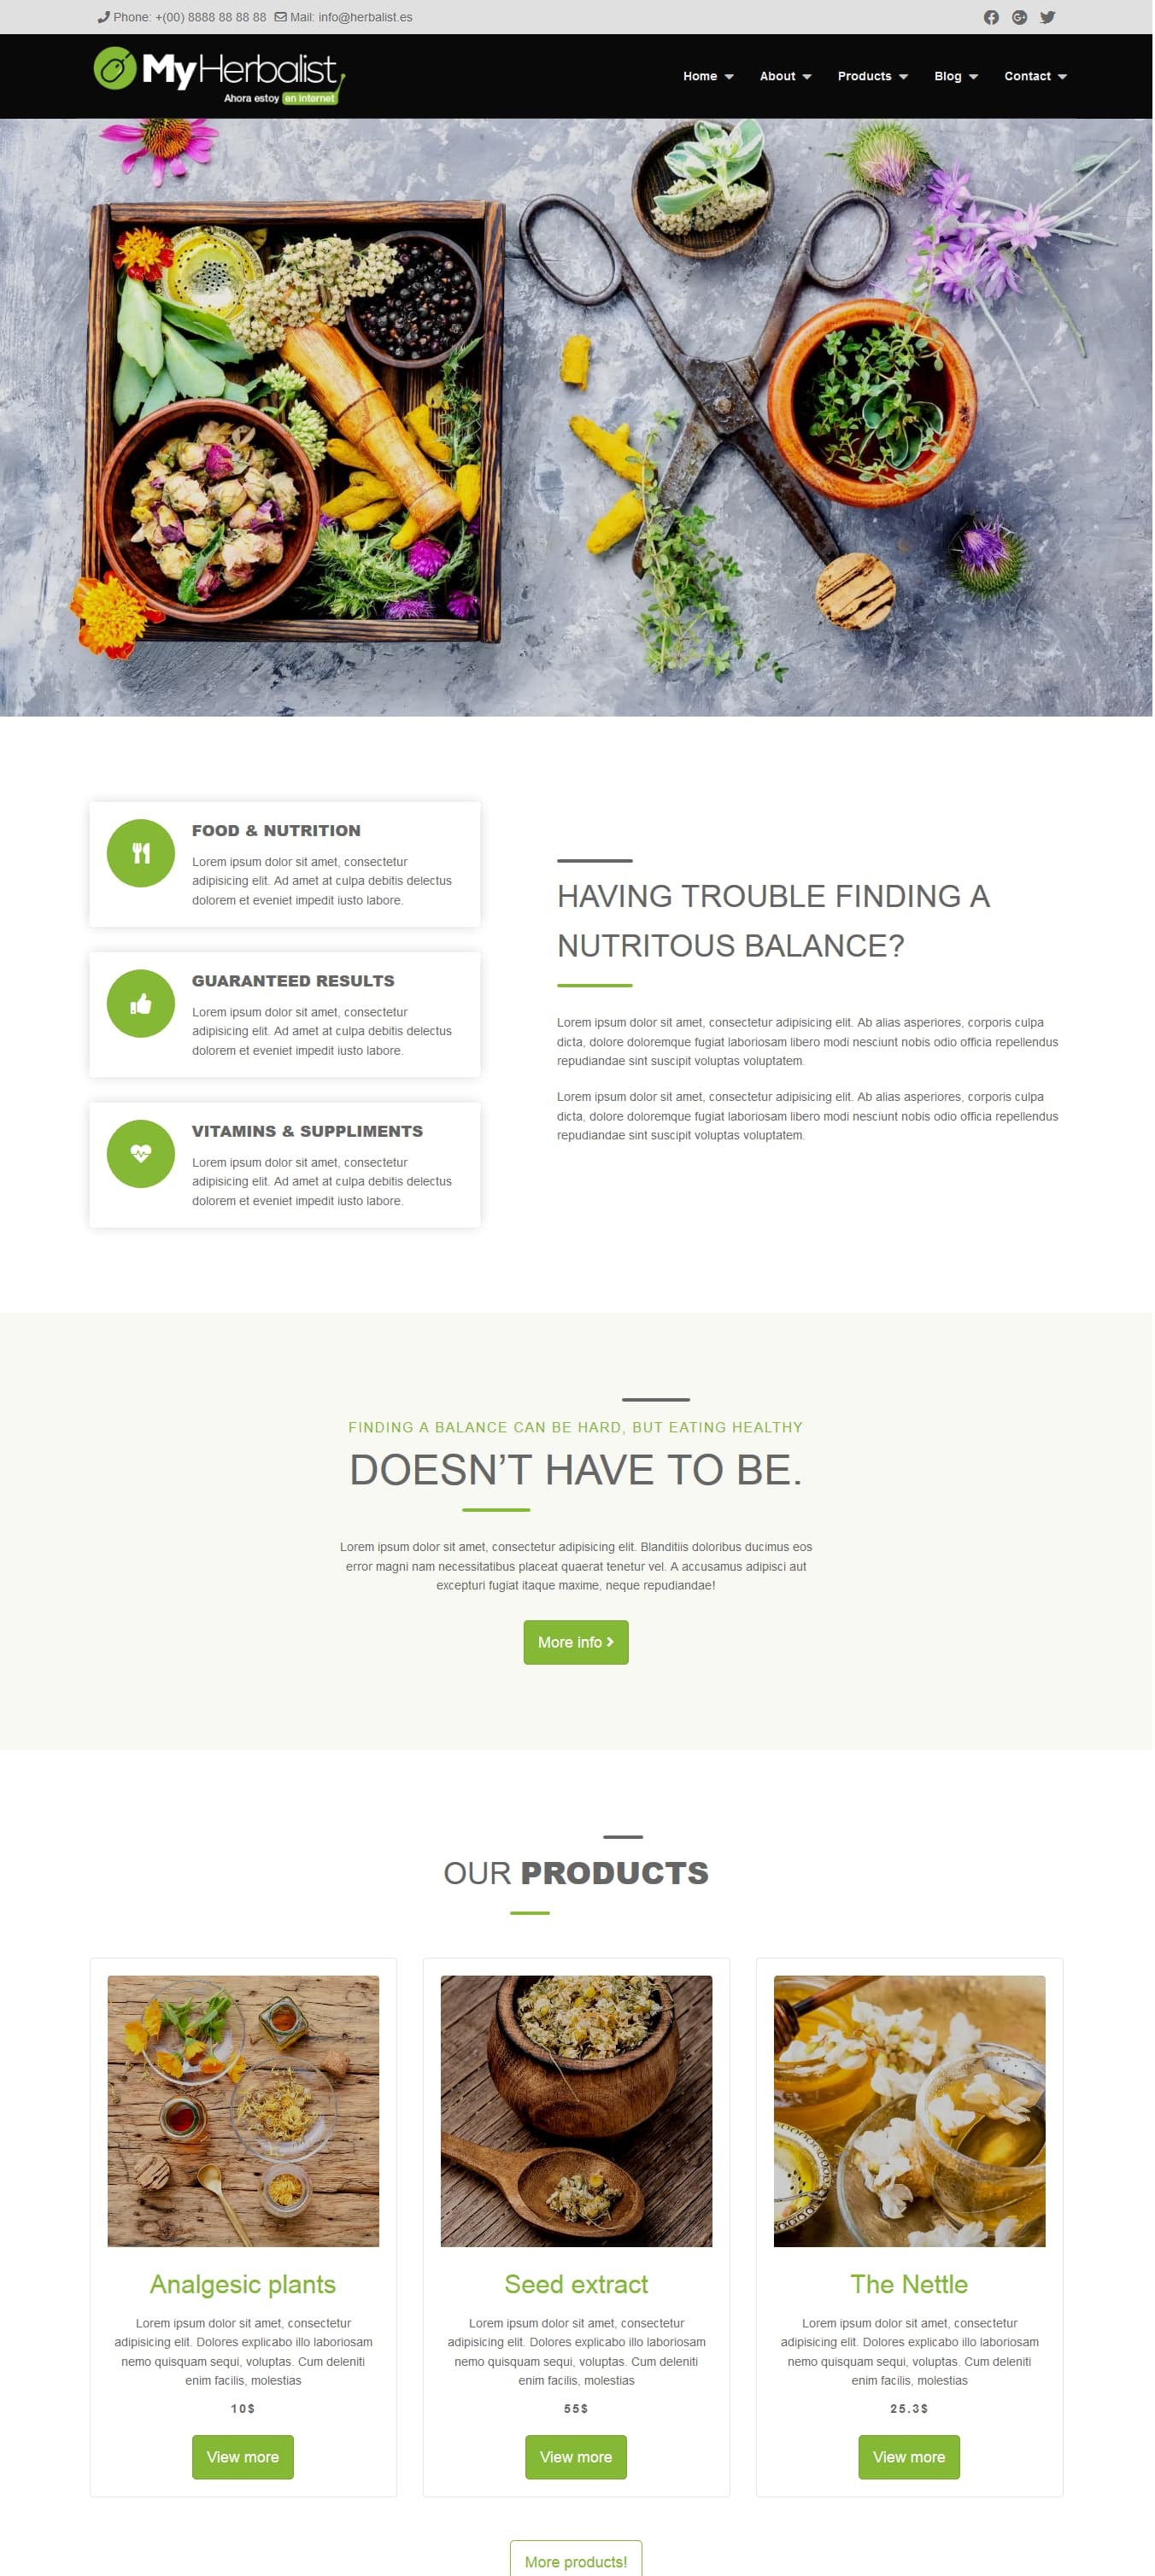 Phone: +(00) 8888 88 88 88 Mail: info@herbalist.es
MyHerbalist
Ahora estoy en internet
Home About Products Blog Contact
FOOD & NUTRITION
Lorem ipsum dolor sit amet, consectetur
adipisicing elit. Ad amet at culpa debitis delectus
dolorem et eveniet impedit iusto labore.
GUARANTEED RESULTS
Lorem ipsum dolor sit amet, consectetur
adipisicing elit. Ad amet at culpa debitis delectus
dolorem et eveniet impedit iusto labore.
VITAMINS & SUPPLIMENTS
Lorem ipsum dolor sit amet, consectetur
adipisicing elit. Ad amet at culpa debitis delectus
dolorem et eveniet impedit iusto labore.
HAVING TROUBLE FINDING A
NUTRITOUS BALANCE?
Lorem ipsum dolor sit amet, consectetur adipisicing elit. Ab alias asperiores, corporis culpa
dicta, dolore doloremque fugiat laboriosam libero modi nesciunt nobis odio officia repellendus
repudiandae sint suscipit voluptas voluptatem.
Lorem ipsum dolor sit amet, consectetur adipisicing elit. Ab alias asperiores, corporis culpa
dicta, dolore doloremque fugiat laboriosam libero modi nesciunt nobis odio officia repellendus
repudiandae sint suscipit voluptas voluptatem.
FINDING A BALANCE CAN BE HARD, BUT EATING HEALTHY
DOESN’T HAVE TO BE.
Lorem ipsum dolor sit amet, consectetur adipisicing elit. Blanditiis doloribus ducimus eos
error magni nam necessitatibus placeat quaerat tenetur vel. A accusamus adipisci aut
excepturi fugiat itaque maxime, neque repudiandae!
More info
OUR PRODUCTS
Analgesic plants
Lorem ipsum dolor sit amet, consectetur
adipisicing elit. Dolores explicabo illo laboriosam
nemo quisquam sequi, voluptas. Cum deleniti
enim facilis, molestias
10$
View more
Seed extract
Lorem ipsum dolor sit amet, consectetur
adipisicing elit. Dolores explicabo illo laboriosam
nemo quisquam sequi, voluptas. Cum deleniti
enim facilis, molestias
55$
View more
The Nettle
Lorem ipsum dolor sit amet, consectetur
adipisicing elit. Dolores explicabo illo laboriosam
nemo quisquam sequi, voluptas. Cum deleniti
enim facilis, molestias
25.3$
View more
More products!